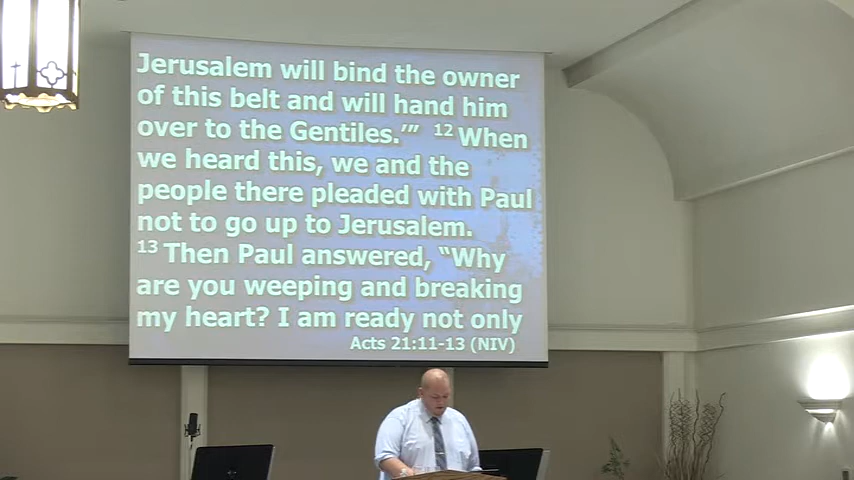 Jerusalem will bind the owner
of this belt and will hand him
over to the Gentiles.’” 12 When
we heard this, we and the
people there pleaded with Paul
not to go up to Jerusalem.
13 Then Paul answered, “Why
are you weeping and breaking
my heart? I am ready not only
Acts 21:11-13 (NIV)